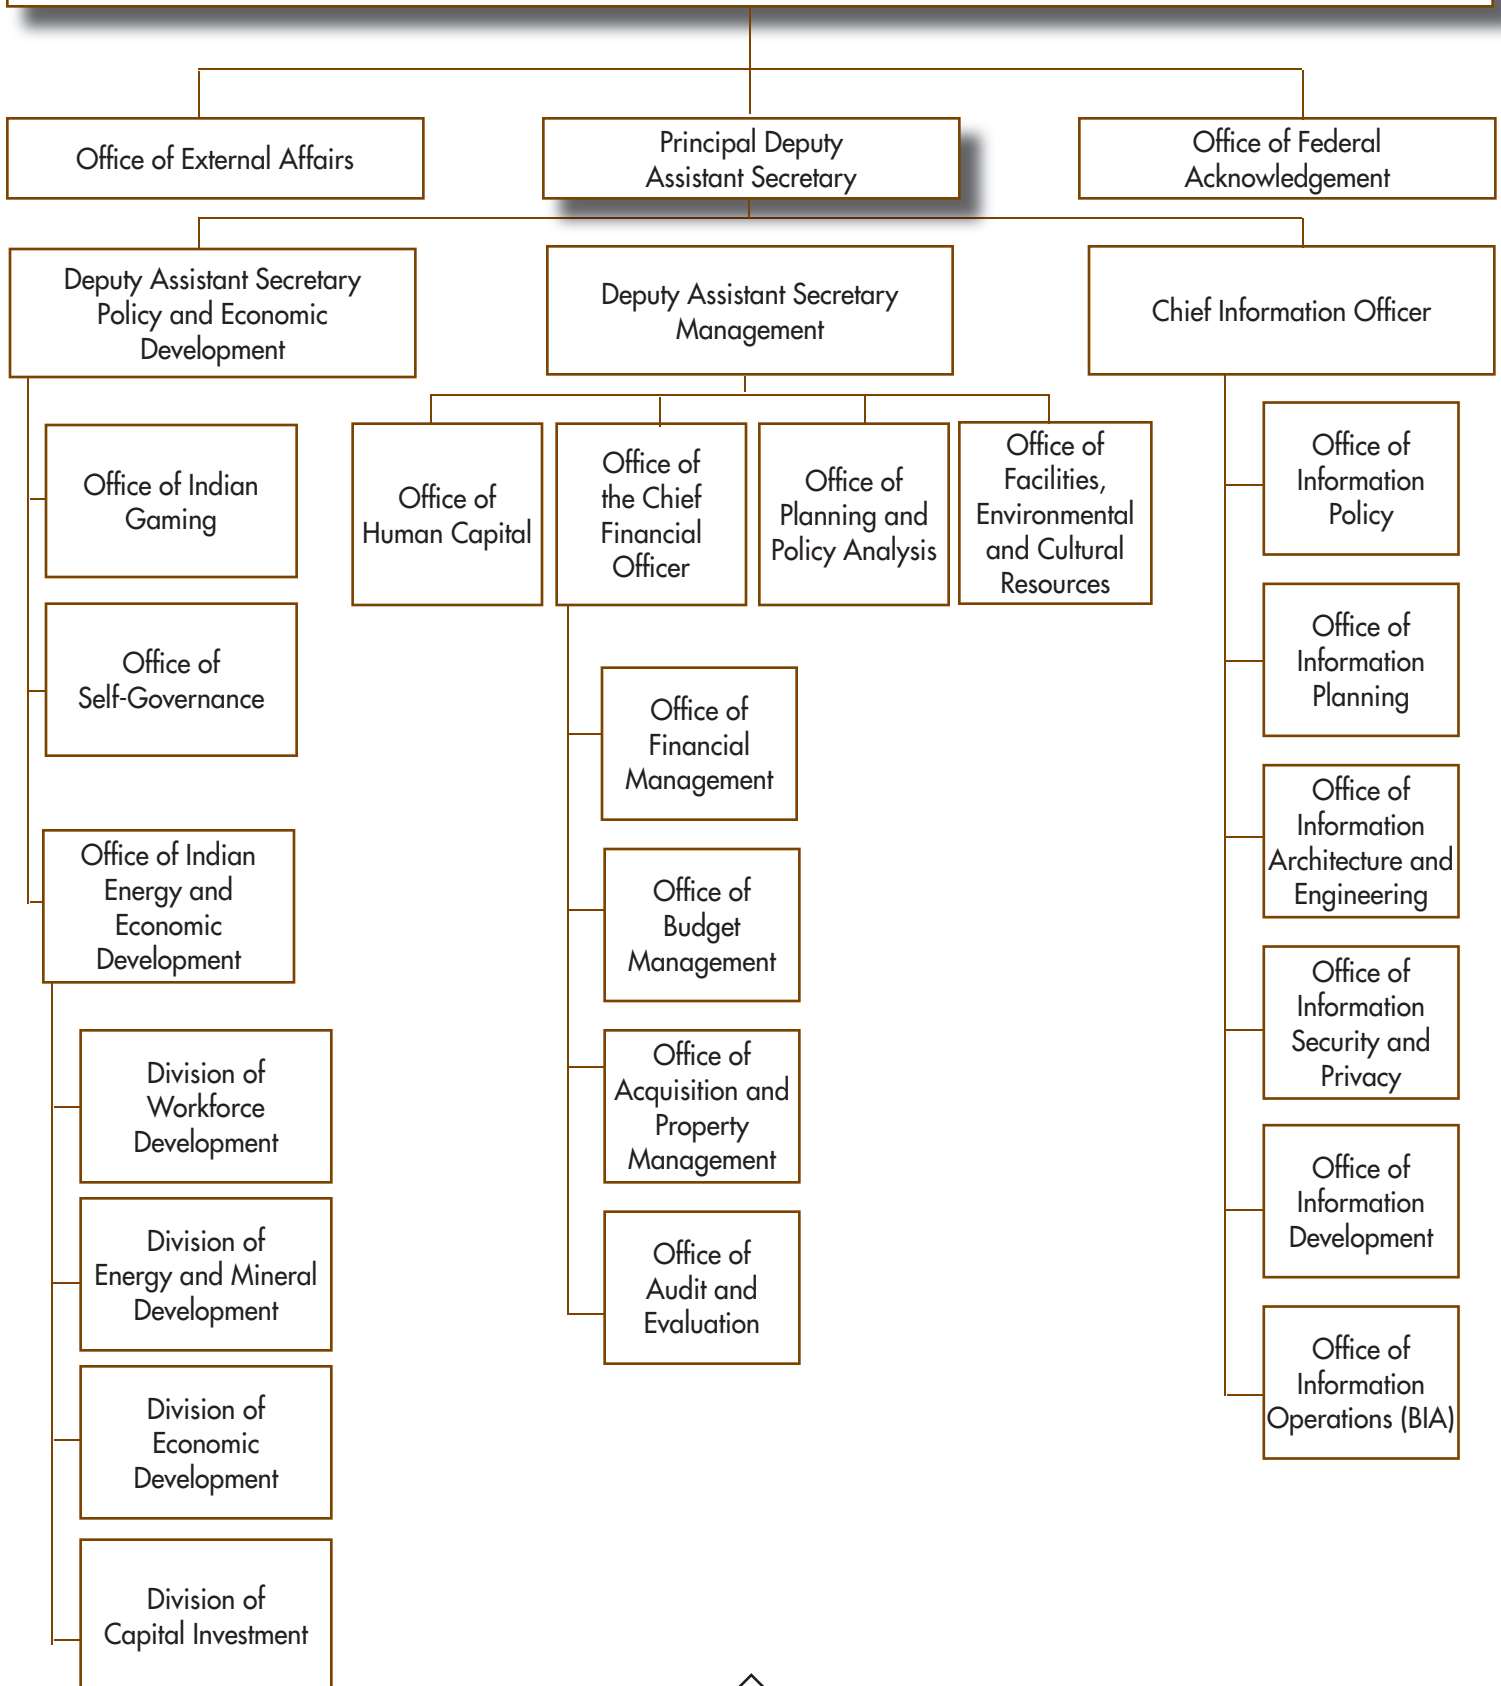 Office of External Affairs
Principal Deputy
Assistant Secretary
Office of Federal
Acknowledgement
Deputy Assistant Secretary
Policy and Economic
Development
Deputy Assistant Secretary
Management
Chief Information Officer
Office of Indian
Gaming
Office of
Self-Governance
Office of Indian
Energy and
Economic
Development
Division of
Workforce
Development
Division of
Energy and Mineral
Development
Division of
Economic
Development
Division of
Capital Investment
Office of
Human Capital
Office of
the Chief
Financial
Officer
Office of
Planning and
Policy Analysis
Office of
Facilities,
Environmental
and Cultural
Resources
Office of
Financial
Management
Office of
Budget
Management
Office of
Acquisition and
Property
Management
Office of
Audit and
Evaluation
Office of
Information
Policy
Office of
Information
Planning
Office of
Information
Architecture and
Engineering
Office of
Information
Security and
Privacy
Office of
Information
Development
Office of
Information
Operations (BIA)